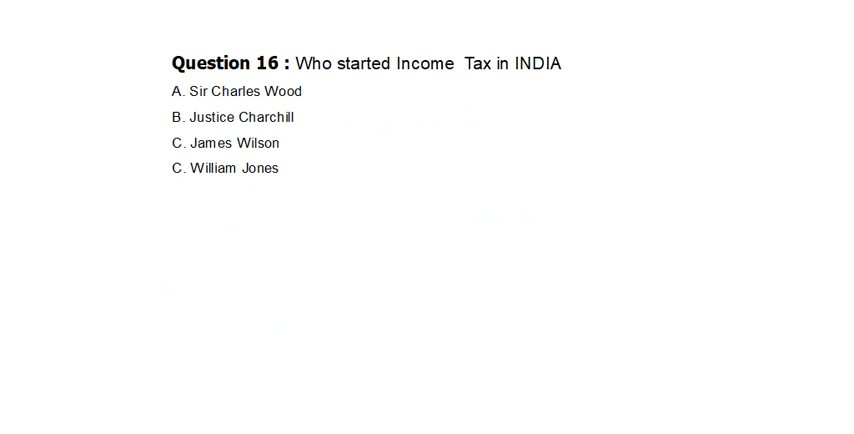 Question 16 : Who started Income Tax in INDIA
A. Sir Charles Wood
B. Justice Charchill
C. James Wilson
C. William Jones